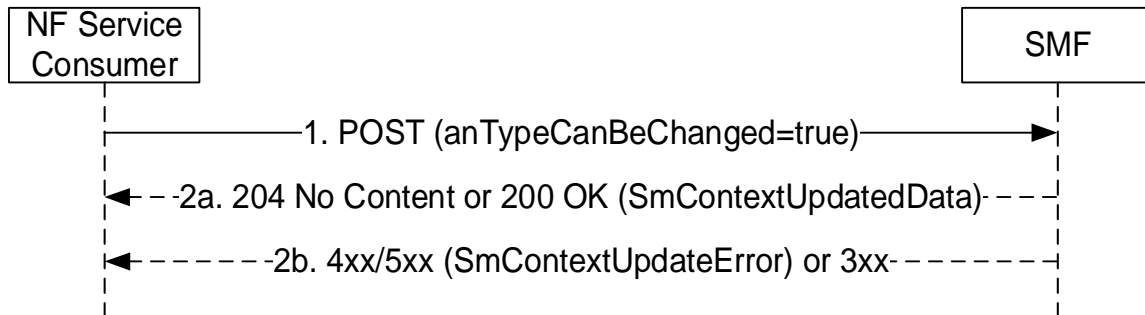 NF Service
Consumer
SMF
1. POST (anTypeCanBeChanged=true)
2a. 204 No Content or 200 OK (SmContextUpdatedData)
2b. 4xx/5xx (SmContextUpdateError) or 3xx